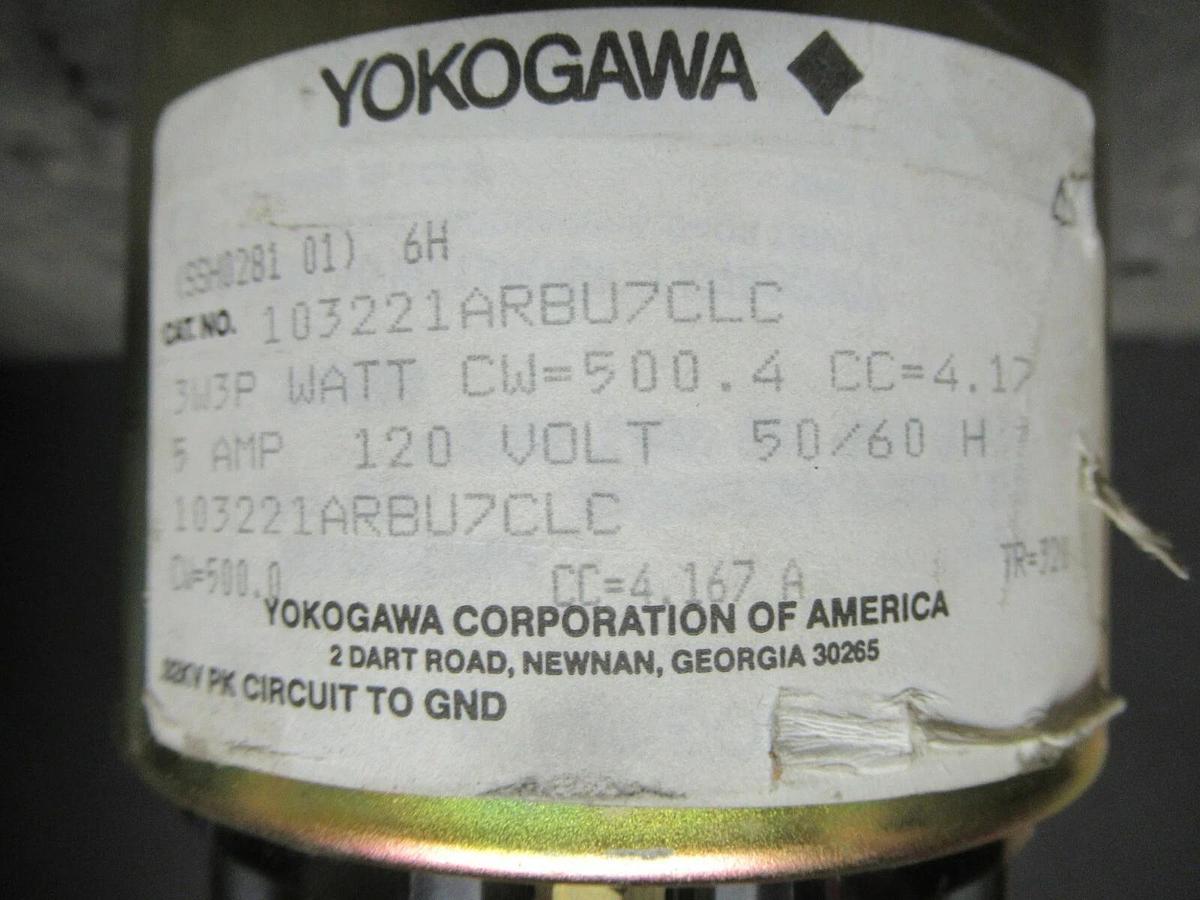 YOKOGAWA
(SSH0281 01) 6H
CAT. NO. 103221ARBU7CLC
3W3P WATT CW=500.4 CC=4.17
5 AMP 120 VOLT 50/60 H
103221ARBU7CLC
CW=500.0 CC=4.167 A
YOKOGAWA CORPORATION OF AMERICA
2 DART ROAD, NEWNAN, GEORGIA 30265
PK CIRCUIT TO GND